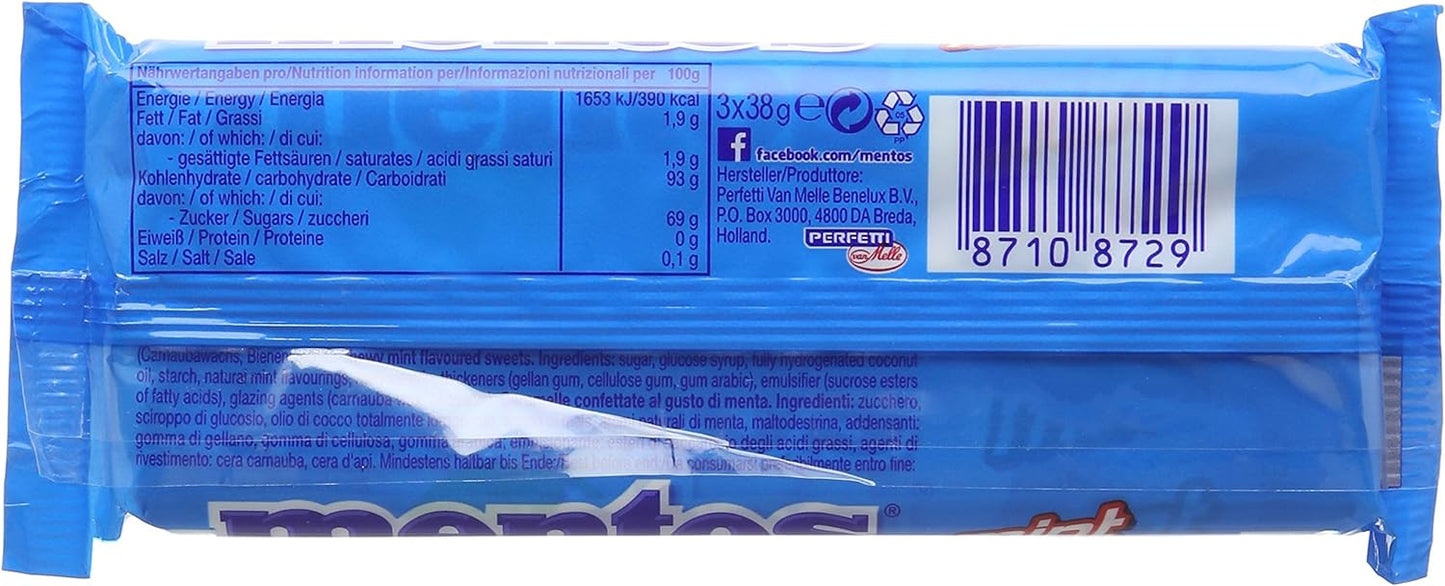 Nährwertangaben pro/Nutrition information per/Informazioni nutrizionali per 100g
Energie / Energy / Energia 1653 kJ/390 kcal
Fett / Fat / Grassi 1,9 g
davon: / of which: / di cui:
- gesättigte Fettsäuren / saturates / acidi grassi saturi 1,9 g
Kohlenhydrate / carbohydrate / Carboidrati 93 g
davon: / of which: / di cui:
- Zucker / Sugars / zuccheri 69 g
Eiweiß / Protein / Proteine 0 g
Salz / Salt / Sale 0,1 g
3x38g e
05
PP
f facebook.com/mentos
Hersteller/Produttore:
Perfetti Van Melle Benelux B.V.,
P.O. Box 3000, 4800 DA Breda,
Holland.
PERFETTI
van Melle
8710 8729
(Carnaubawachs, mint flavoured sweets. Ingredients: sugar, glucose syrup, fully hydrogenated coconut
oil, starch, natural mint flavourings, thickeners (gellan gum, cellulose gum, gum arabic), emulsifier (sucrose esters
of fatty acids), glazing agents (carnauba confettate al gusto di menta. Ingredienti: zucchero,
sciroppo di glucosio, olio di cocco totalmente di menta, maltodestrina, addensanti:
gomma di gellano, gomma di cellulosa, degli acidi grassi, agenti di
rivestimento: cera carnauba, cera d'api. Mindestens haltbar bis Ende/ entro fine:
mentos®
mint